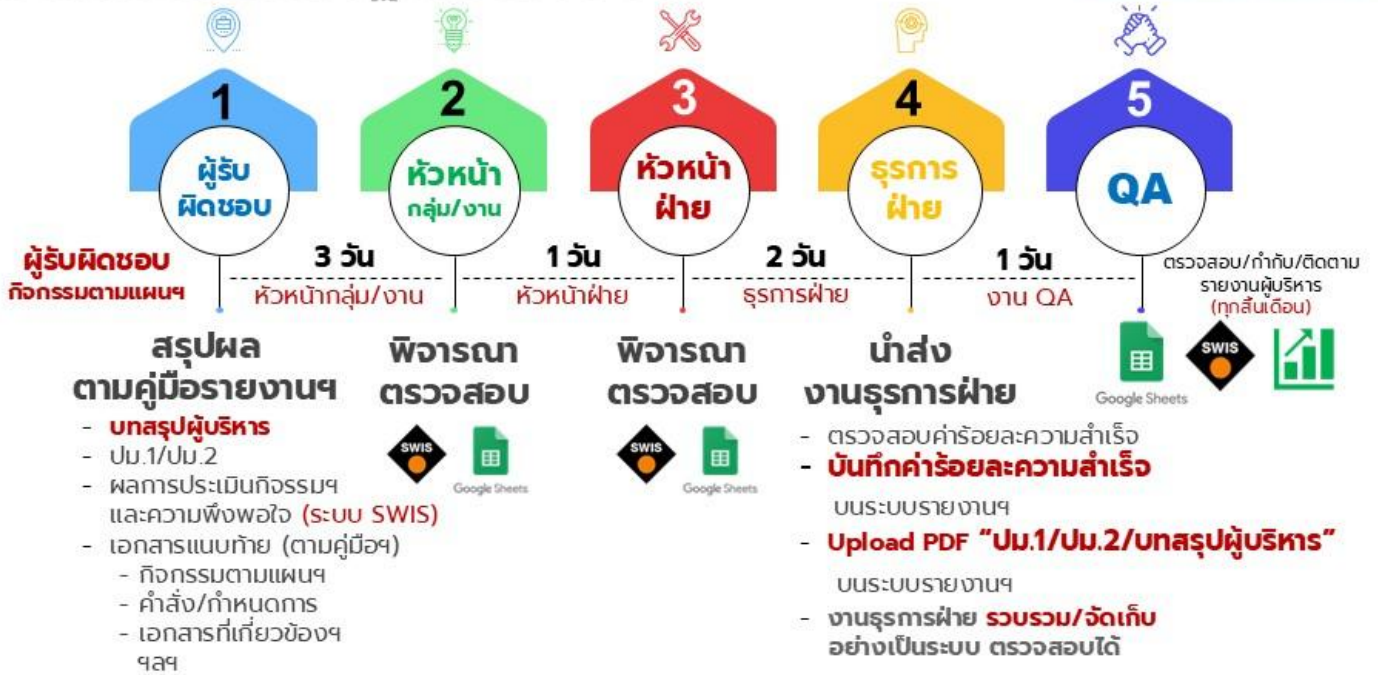 1
2
3
4
5
ผู้รับ
ผิดชอบ
หัวหน้า
กลุ่ม/งาน
หัวหน้า
ฝ่าย
ธุรการ
ฝ่าย
QA
ผู้รับผิดชอบ
กิจกรรมตามแผนฯ
3 วัน
หัวหน้ากลุ่ม/งาน
1 วัน
หัวหน้าฝ่าย
2 วัน
ธุรการฝ่าย
1 วัน
งาน QA
ตรวจสอบ/กำกับ/ติดตาม
รายงานผู้บริหาร
(ทุกสิ้นเดือน)
SWIS
Google Sheets
สรุปผล
ตามคู่มือรายงานฯ
- บทสรุปผู้บริหาร
- ปม.1/ปม.2
- ผลการประเมินกิจรรมฯ
และความพึงพอใจ (ระบบ SWIS)
- เอกสารแนบท้าย (ตามคู่มือฯ)
- กิจกรรมตามแผนฯ
- คำสั่ง/กำหนดการ
- เอกสารที่เกี่ยวข้องฯ
ฯลฯ
พิจารณา
ตรวจสอบ
SWIS
Google Sheets
พิจารณา
ตรวจสอบ
SWIS
Google Sheets
นำส่ง
งานธุรการฝ่าย
- ตรวจสอบค่าร้อยละความสำเร็จ
- บันทึกค่าร้อยละความสำเร็จ
บนระบบรายงานฯ
- Upload PDF “ปม.1/ปม.2/บทสรุปผู้บริหาร”
บนระบบรายงานฯ
- งานธุรการฝ่าย รวบรวม/จัดเก็บ
อย่างเป็นระบบ ตรวจสอบได้